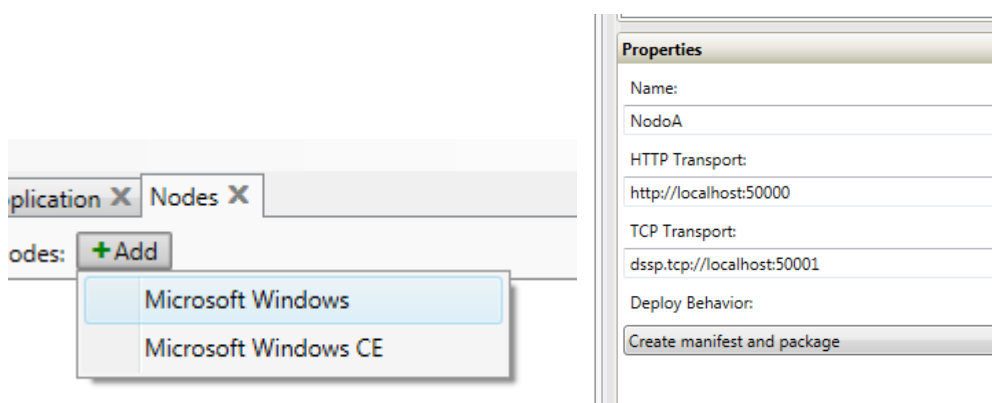 plication X Nodes X
odes: +Add
Microsoft Windows
Microsoft Windows CE
Properties
Name:
NodoA
HTTP Transport:
http://localhost:50000
TCP Transport:
dssp.tcp://localhost:50001
Deploy Behavior:
Create manifest and package